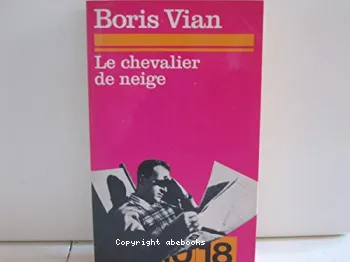 Boris Vian
Le chevalier
de neige
10 18
Copyright abebooks